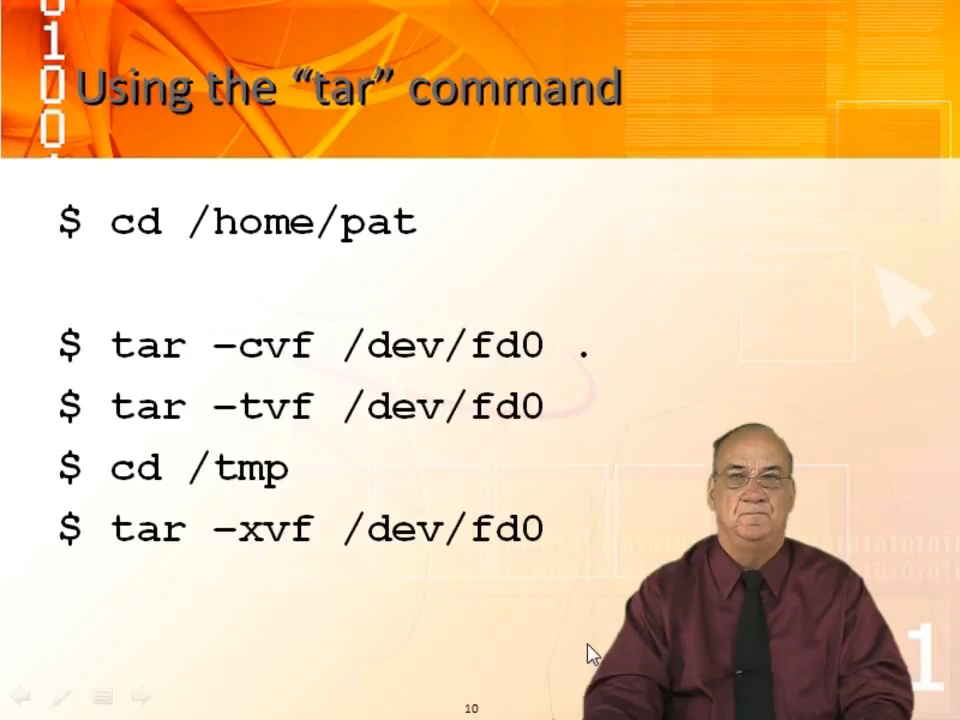 Using the “tar” command
$ cd /home/pat
$ tar –cvf /dev/fd0 .
$ tar –tvf /dev/fd0
$ cd /tmp
$ tar –xvf /dev/fd0
10